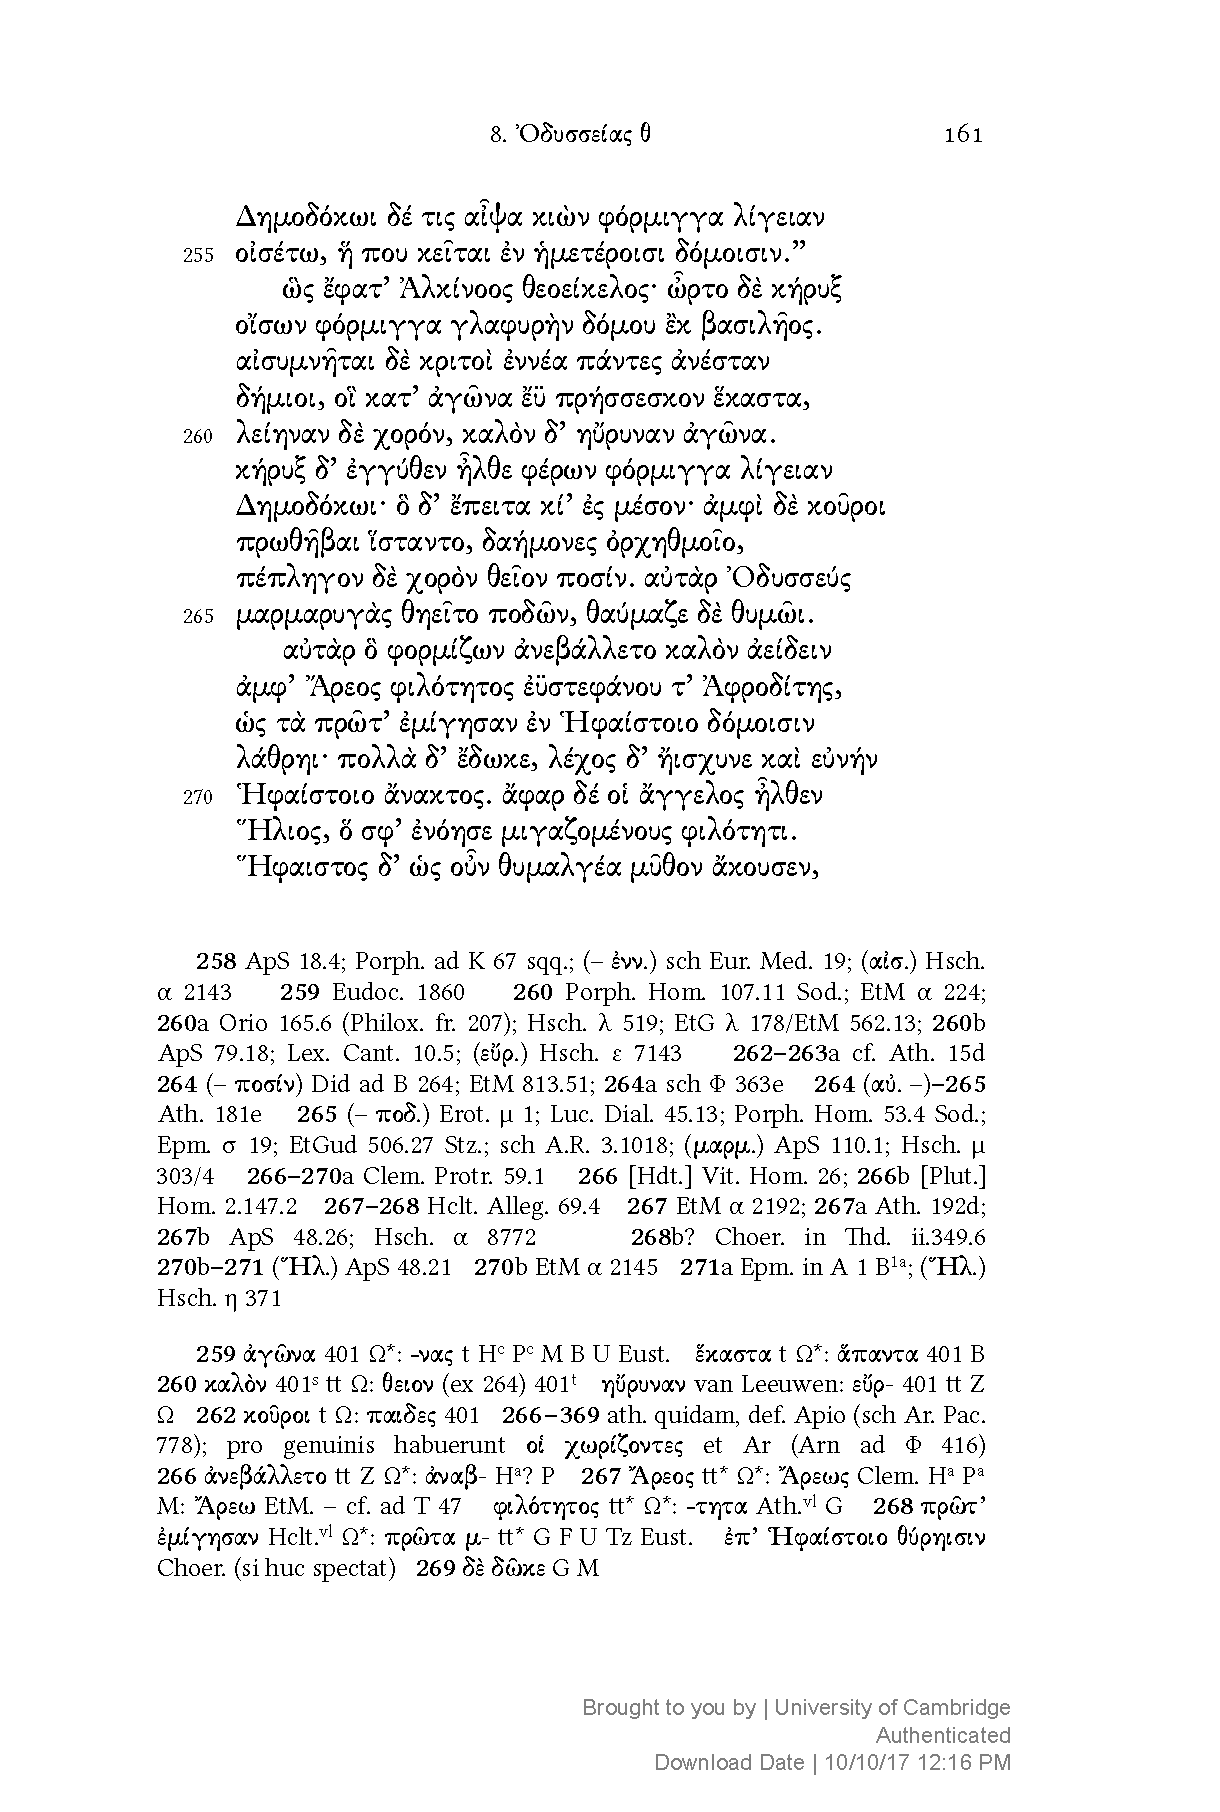 8. Ὀδυσσείας θ 161
Δημοδόκωι δέ τις αἶψα κιὼν φόρμιγγα λίγειαν
255 οἰσέτω, ἥ που κεῖται ἐν ἡμετέροισι δόμοισιν.”
ὣς ἔφατ’ Ἀλκίνοος θεοείκελος· ὦρτο δὲ κήρυξ
οἴσων φόρμιγγα γλαφυρὴν δόμου ἒκ βασιλῆος.
αἰσυμνῆται δὲ κριτοὶ ἐννέα πάντες ἀνέσταν
δήμιοι, οἳ κατ’ ἀγῶνα ἔϋ πρήσσεσκον ἕκαστα,
260 λείηναν δὲ χορόν, καλὸν δ’ ηὔρυναν ἀγῶνα.
κήρυξ δ’ ἐγγύθεν ἦλθε φέρων φόρμιγγα λίγειαν
Δημοδόκωι· ὃ δ’ ἔπειτα κί’ ἐς μέσον· ἀμφὶ δὲ κοῦροι
πρωθῆβαι ἵσταντο, δαήμονες ὀρχηθμοῖο,
πέπληγον δὲ χορὸν θεῖον ποσίν. αὐτὰρ Ὀδυσσεύς
265 μαρμαρυγὰς θηεῖτο ποδῶν, θαύμαζε δὲ θυμῶι.
αὐτὰρ ὃ φορμίζων ἀνεβάλλετο καλὸν ἀείδειν
ἀμφ’ Ἄρεος φιλότητος ἐϋστεφάνου τ’ Ἀφροδίτης,
ὡς τὰ πρῶτ’ ἐμίγησαν ἐν Ἡφαίστοιο δόμοισιν
λάθρηι· πολλὰ δ’ ἔδωκε, λέχος δ’ ἤισχυνε καὶ εὐνήν
270 Ἡφαίστοιο ἄνακτος. ἄφαρ δέ οἱ ἄγγελος ἦλθεν
Ἥλιος, ὅ σφ’ ἐνόησε μιγαζομένους φιλότητι.
Ἥφαιστος δ’ ὡς οὖν θυμαλγέα μῦθον ἄκουσεν,
258 ApS 18.4; Porph. ad K 67 sqq.; (– ἐνν.) sch Eur. Med. 19; (αἰσ.) Hsch.
α 2143 259 Eudoc. 1860 260 Porph. Hom. 107.11 Sod.; EtM α 224;
260a Orio 165.6 (Philox. fr. 207); Hsch. λ 519; EtG λ 178/EtM 562.13; 260b
ApS 79.18; Lex. Cant. 10.5; (εὔρ.) Hsch. ε 7143 262–263a cf. Ath. 15d
264 (– ποσίν) Did ad B 264; EtM 813.51; 264a sch Φ 363e 264 (αὐ. –)–265
Ath. 181e 265 (– ποδ.) Erot. μ 1; Luc. Dial. 45.13; Porph. Hom. 53.4 Sod.;
Epm. σ 19; EtGud 506.27 Stz.; sch A.R. 3.1018; (μαρμ.) ApS 110.1; Hsch. μ
303/4 266–270a Clem. Protr. 59.1 266 [Hdt.] Vit. Hom. 26; 266b [Plut.]
Hom. 2.147.2 267–268 Hclt. Alleg. 69.4 267 EtM α 2192; 267a Ath. 192d;
267b ApS 48.26; Hsch. α 8772 268b? Choer. in Thd. ii.349.6
270b–271 (Ἥλ.) ApS 48.21 270b EtM α 2145 271a Epm. in A 1 B¹ᵃ; (Ἥλ.)
Hsch. η 371
259 ἀγῶνα 401 Ω*: -νας t Hᶜ Pᶜ M B U Eust. ἕκαστα t Ω*: ἅπαντα 401 B
260 καλὸν 401ˢ tt Ω: θειον (ex 264) 401ᵗ ηὔρυναν van Leeuwen: εὔρ- 401 tt Z
Ω 262 κοῦροι t Ω: παιδες 401 266–369 ath. quidam, def. Apio (sch Ar. Pac.
778); pro genuinis habuerunt οἱ χωρίζοντες et Ar (Arn ad Φ 416)
266 ἀνεβάλλετο tt Z Ω*: ἀναβ- Hᵃ? P 267 Ἄρεος tt* Ω*: Ἄρεως Clem. Hᵃ Pᵃ
M: Ἄρεω EtM. – cf. ad T 47 φιλότητος tt* Ω*: -τητα Ath.ᵛˡ G 268 πρῶτ’
ἐμίγησαν Hclt.ᵛˡ Ω*: πρῶτα μ- tt* G F U Tz Eust. ἐπ’ Ἡφαίστοιο θύρηισιν
Choer. (si huc spectat) 269 δὲ δῶκε G M
Brought to you by | University of Cambridge
Authenticated
Download Date | 10/10/17 12:16 PM